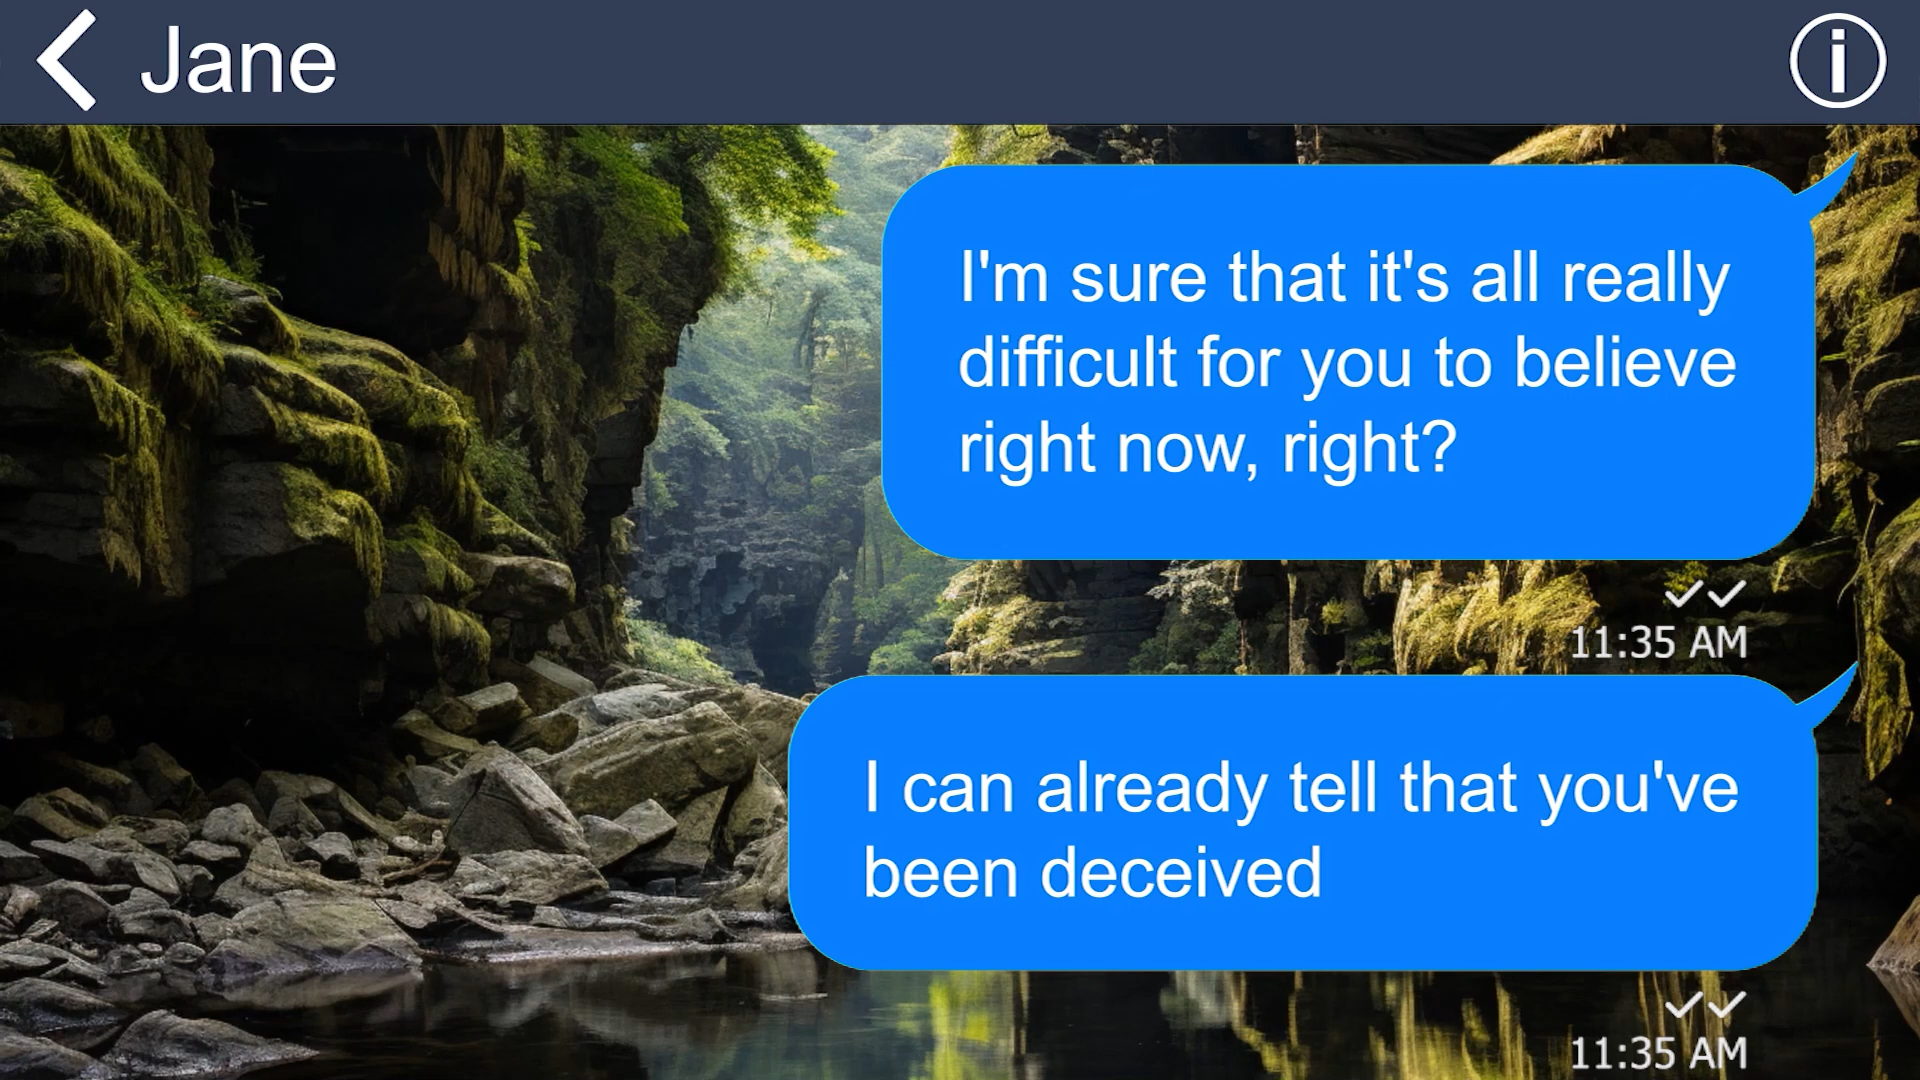 Jane
I'm sure that it's all really
difficult for you to believe
right now, right?
11:35 AM
I can already tell that you've
been deceived
11:35 AM